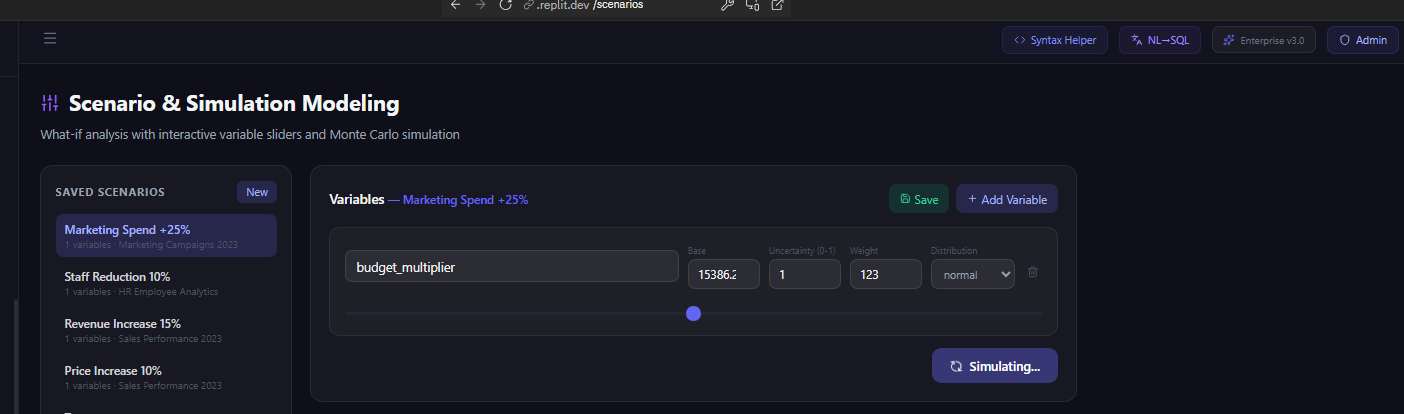 .replit.dev /scenarios
Syntax Helper
NL→SQL
Enterprise v3.0
Admin
Scenario & Simulation Modeling
What-if analysis with interactive variable sliders and Monte Carlo simulation
SAVED SCENARIOS
New
Marketing Spend +25%
1 variables · Marketing Campaigns 2023
Staff Reduction 10%
1 variables · HR Employee Analytics
Revenue Increase 15%
1 variables · Sales Performance 2023
Price Increase 10%
1 variables · Sales Performance 2023
Variables — Marketing Spend +25%
Save
+ Add Variable
budget_multiplier
Base
15386.2
Uncertainty (0-1)
1
Weight
123
Distribution
normal
Simulating...